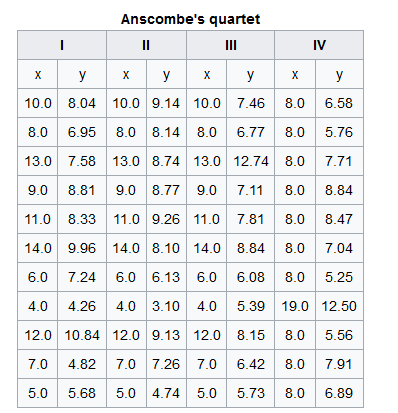 Anscombe's quartet
I II III IV
x y x y x y x y
10.0 8.04 10.0 9.14 10.0 7.46 8.0 6.58
8.0 6.95 8.0 8.14 8.0 6.77 8.0 5.76
13.0 7.58 13.0 8.74 13.0 12.74 8.0 7.71
9.0 8.81 9.0 8.77 9.0 7.11 8.0 8.84
11.0 8.33 11.0 9.26 11.0 7.81 8.0 8.47
14.0 9.96 14.0 8.10 14.0 8.84 8.0 7.04
6.0 7.24 6.0 6.13 6.0 6.08 8.0 5.25
4.0 4.26 4.0 3.10 4.0 5.39 19.0 12.50
12.0 10.84 12.0 9.13 12.0 8.15 8.0 5.56
7.0 4.82 7.0 7.26 7.0 6.42 8.0 7.91
5.0 5.68 5.0 4.74 5.0 5.73 8.0 6.89